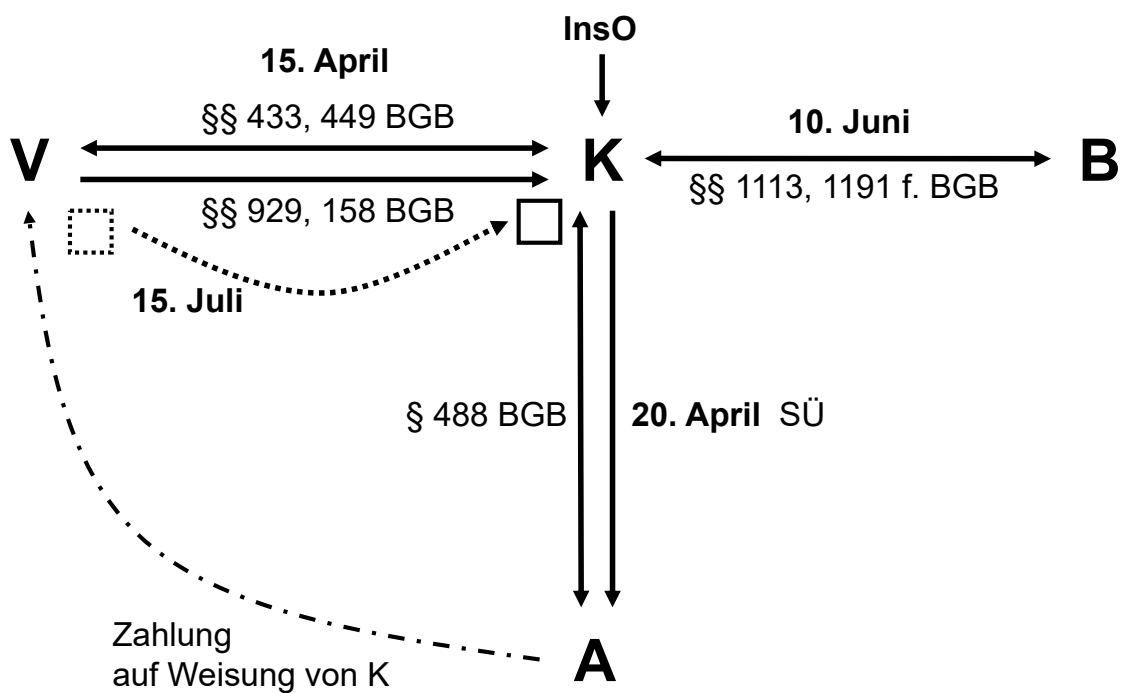 InsO
15. April
§§ 433, 449 BGB
10. Juni
V
K
B
§§ 929, 158 BGB
§§ 1113, 1191 f. BGB
15. Juli
§ 488 BGB
20. April SÜ
Zahlung
auf Weisung von K
A